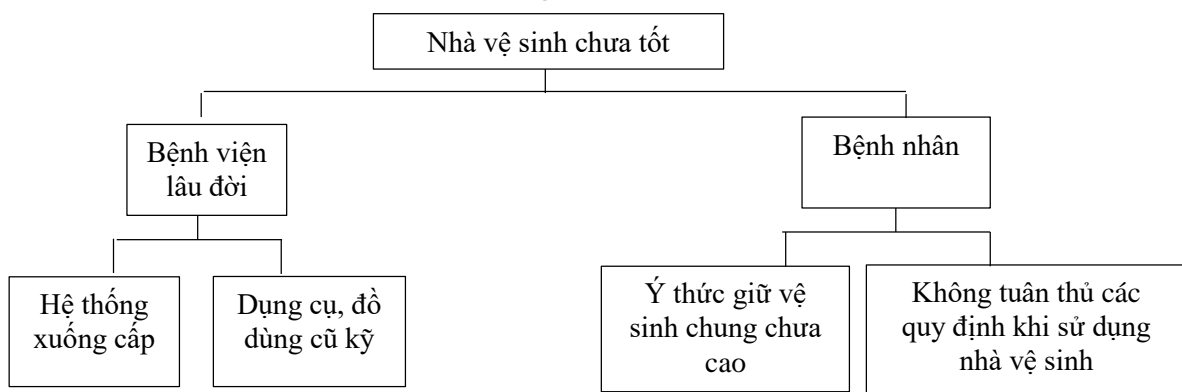 Nhà vệ sinh chưa tốt
Bệnh viện
lâu đời
Bệnh nhân
Hệ thống
xuống cấp
Dụng cụ, đồ
dùng cũ kỹ
Ý thức giữ vệ
sinh chung chưa
cao
Không tuân thủ các
quy định khi sử dụng
nhà vệ sinh